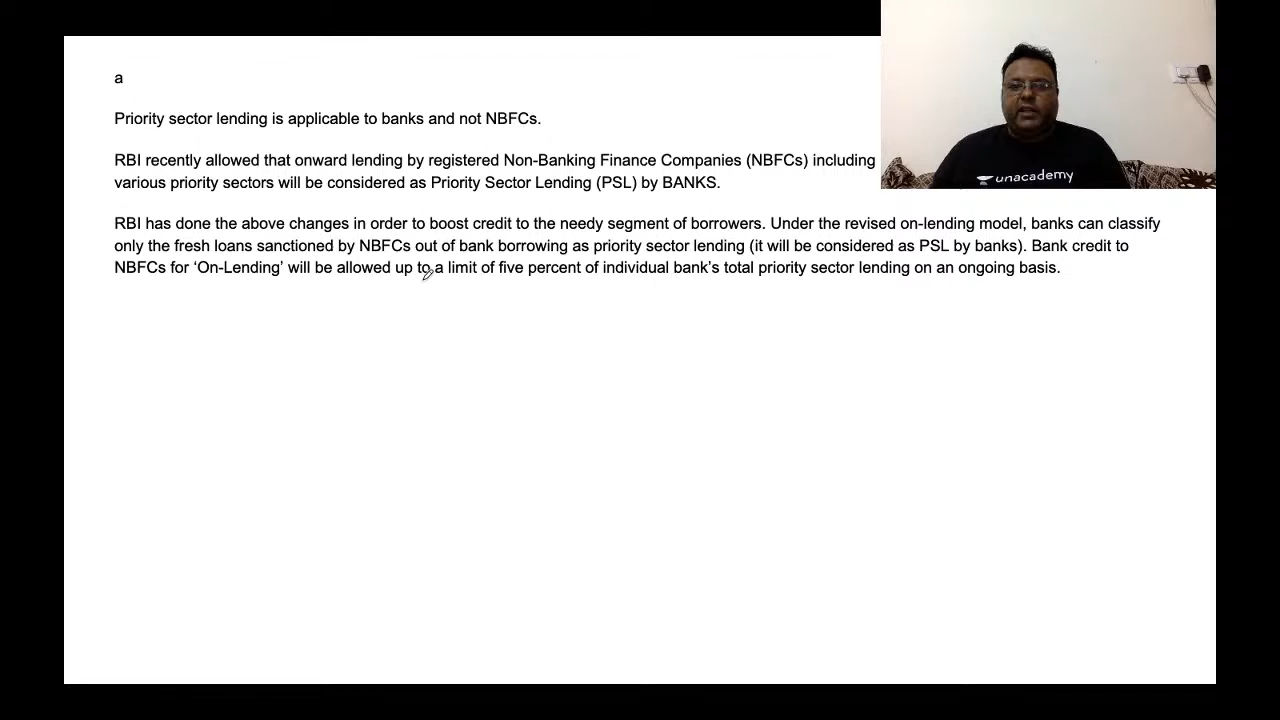 a
Priority sector lending is applicable to banks and not NBFCs.
RBI recently allowed that onward lending by registered Non-Banking Finance Companies (NBFCs) including
various priority sectors will be considered as Priority Sector Lending (PSL) by BANKS.
unacademy
RBI has done the above changes in order to boost credit to the needy segment of borrowers. Under the revised on-lending model, banks can classify
only the fresh loans sanctioned by NBFCs out of bank borrowing as priority sector lending (it will be considered as PSL by banks). Bank credit to
NBFCs for ‘On-Lending’ will be allowed up to a limit of five percent of individual bank’s total priority sector lending on an ongoing basis.